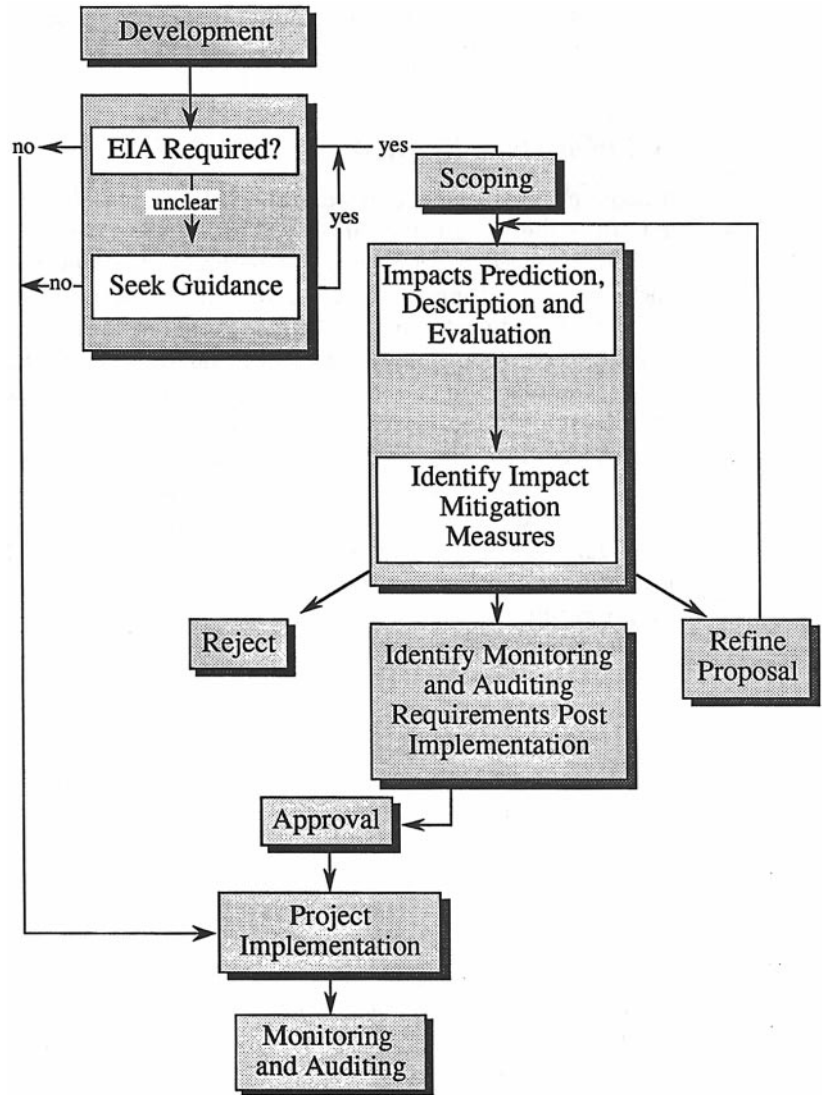 Development
no
EIA Required?
yes
Scoping
unclear
yes
no
Seek Guidance
Impacts Prediction,
Description and
Evaluation
Identify Impact
Mitigation
Measures
Reject
Identify Monitoring
and Auditing
Requirements Post
Implementation
Refine
Proposal
Approval
Project
Implementation
Monitoring
and Auditing